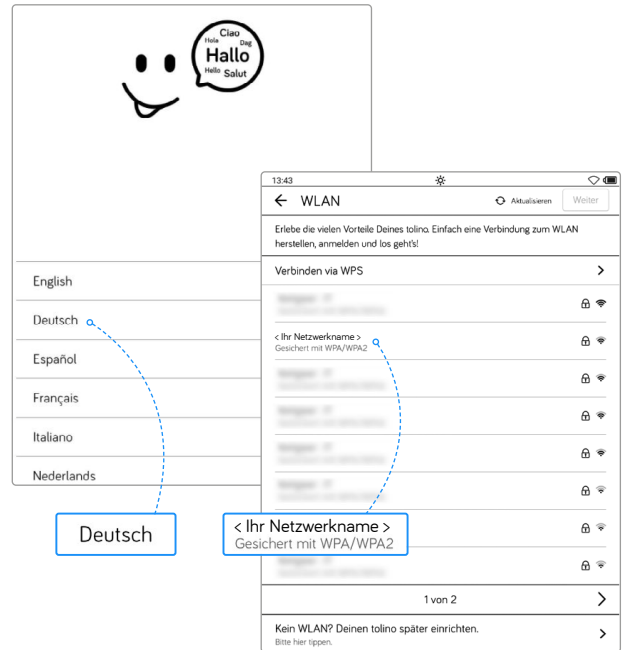 Ciao
Hola
Dag
Hallo
Hello
Salut
English
Deutsch
Español
Français
Italiano
Nederlands
Deutsch
13:43
WLAN
Aktualisieren
Weiter
Erlebe die vielen Vorteile Deines tolino. Einfach eine Verbindung zum WLAN
herstellen, anmelden und los geht's!
Verbinden via WPS
< Ihr Netzwerkname >
Gesichert mit WPA/WPA2
< Ihr Netzwerkname >
Gesichert mit WPA/WPA2
1 von 2
Kein WLAN? Deinen tolino später einrichten.
Bitte hier tippen.